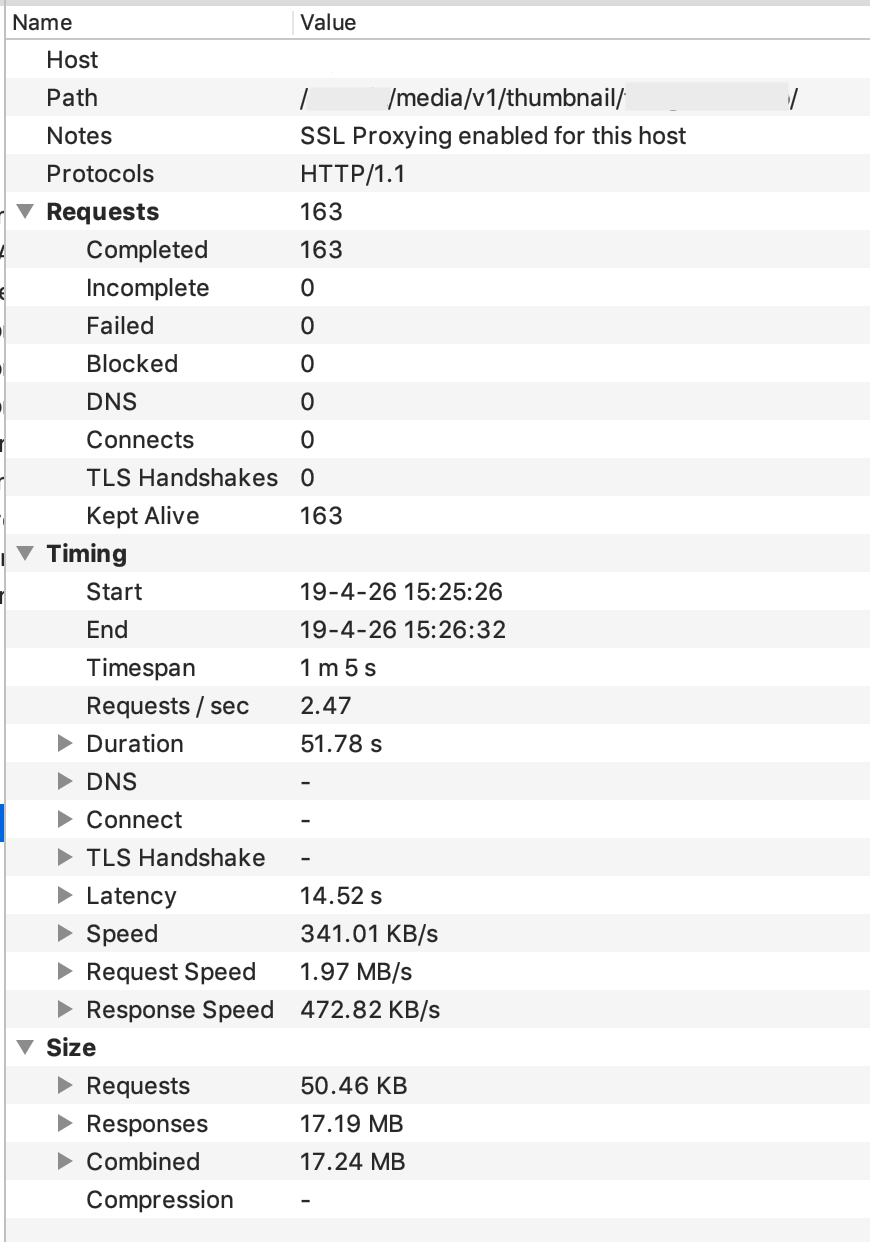 Name Value
Host
Path / /media/v1/thumbnail/ /
Notes SSL Proxying enabled for this host
Protocols HTTP/1.1
Requests 163
Completed 163
Incomplete 0
Failed 0
Blocked 0
DNS 0
Connects 0
TLS Handshakes 0
Kept Alive 163
Timing
Start 19-4-26 15:25:26
End 19-4-26 15:26:32
Timespan 1 m 5 s
Requests / sec 2.47
Duration 51.78 s
DNS -
Connect -
TLS Handshake -
Latency 14.52 s
Speed 341.01 KB/s
Request Speed 1.97 MB/s
Response Speed 472.82 KB/s
Size
Requests 50.46 KB
Responses 17.19 MB
Combined 17.24 MB
Compression -